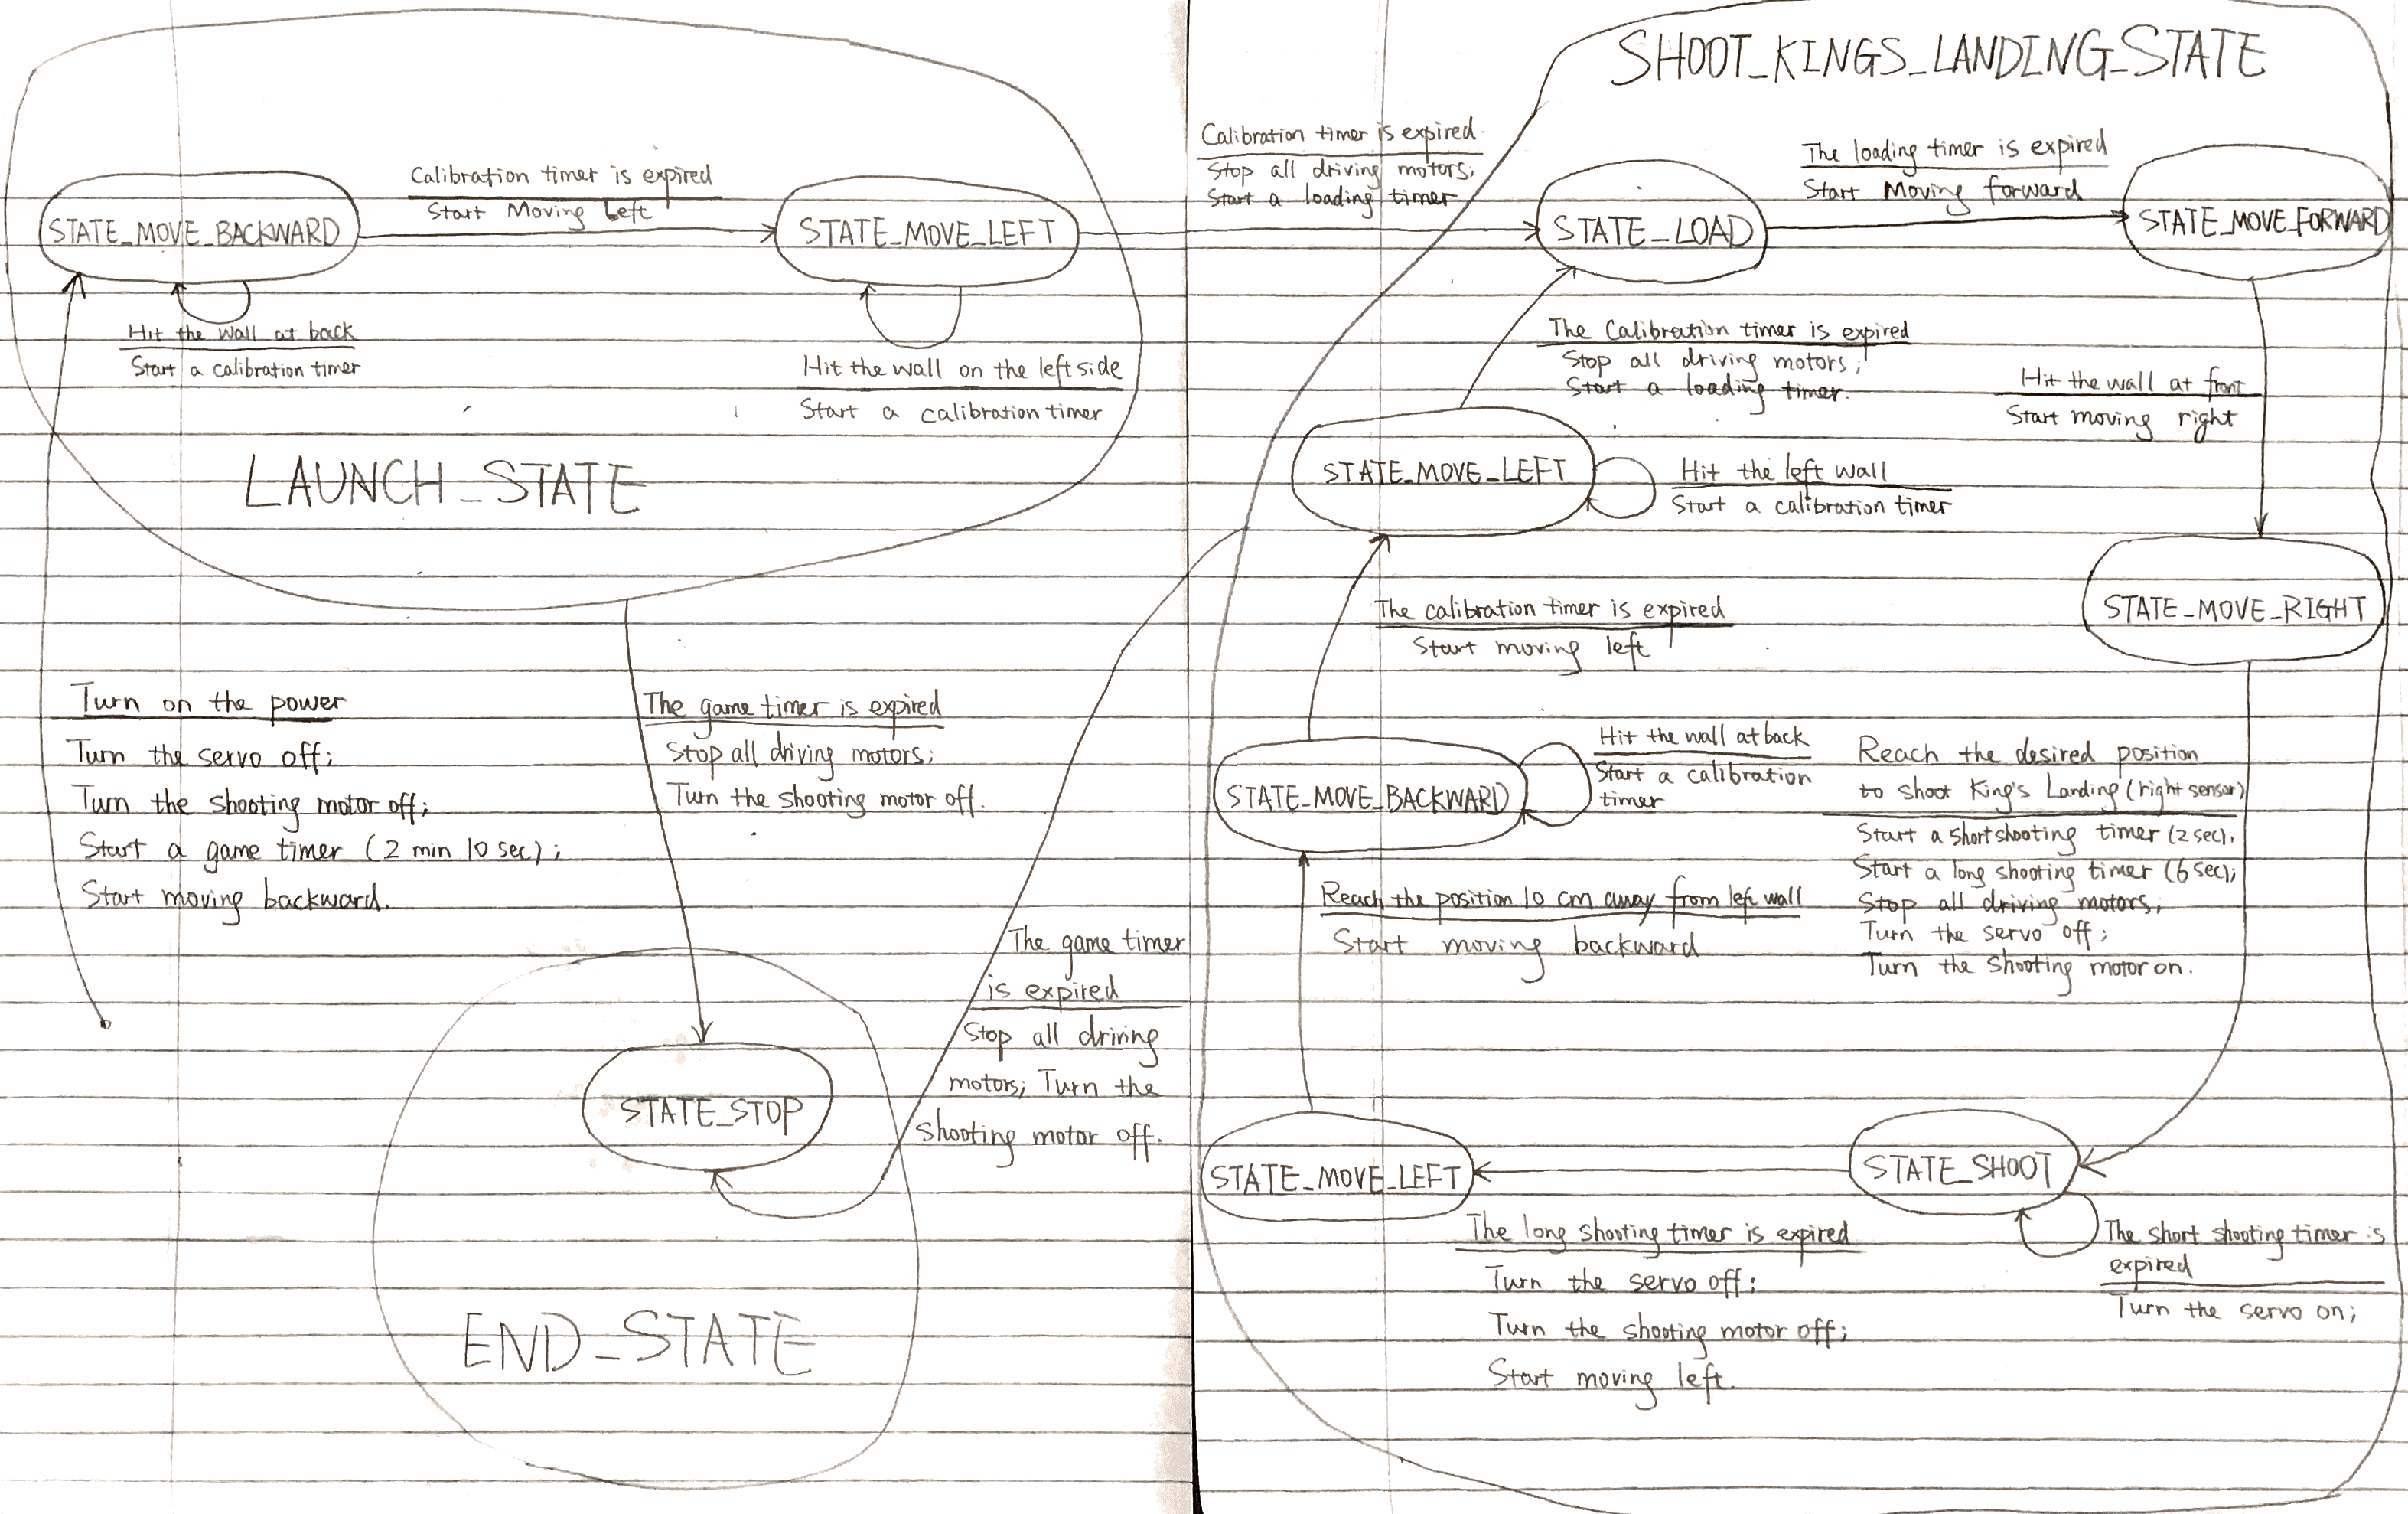 SHOOT_KINGS_LANDING_STATE
Calibration timer is expired
Start Moving Left
STATE_MOVE_BACKWARD
STATE_MOVE_LEFT
Hit the wall at back
Start a calibration timer
Hit the wall on the left side
Start a calibration timer
LAUNCH_STATE
Calibration timer is expired
Stop all driving motors;
Start a loading timer
STATE_LOAD
The loading timer is expired
Start Moving forward
STATE_MOVE_FORWARD
The Calibration timer is expired
Stop all driving motors;
Start a loading timer.
Hit the wall at front
Start moving right
STATE_MOVE_LEFT
Hit the left wall
Start a calibration timer
STATE_MOVE_RIGHT
The calibration timer is expired
Start moving left
Turn on the power
Turn the servo off;
Turn the shooting motor off;
Start a game timer (2 min 10 sec);
Start moving backward.
The game timer is expired
Stop all driving motors;
Turn the shooting motor off.
STATE_MOVE_BACKWARD
Hit the wall at back
Start a calibration
timer
Reach the desired position
to shoot King's Landing (right sensor)
Start a short shooting timer (2 sec);
Start a long shooting timer (6 sec);
Stop all driving motors;
Turn the servo off;
Turn the shooting motor on.
Reach the position 10 cm away from left wall
Start moving backward
The game timer
is expired
Stop all driving
motors; Turn the
shooting motor off.
STATE_STOP
END_STATE
STATE_MOVE_LEFT
STATE_SHOOT
The long shooting timer is expired
Turn the servo off;
Turn the shooting motor off;
Start moving left.
The short shooting timer is
expired
Turn the servo on;